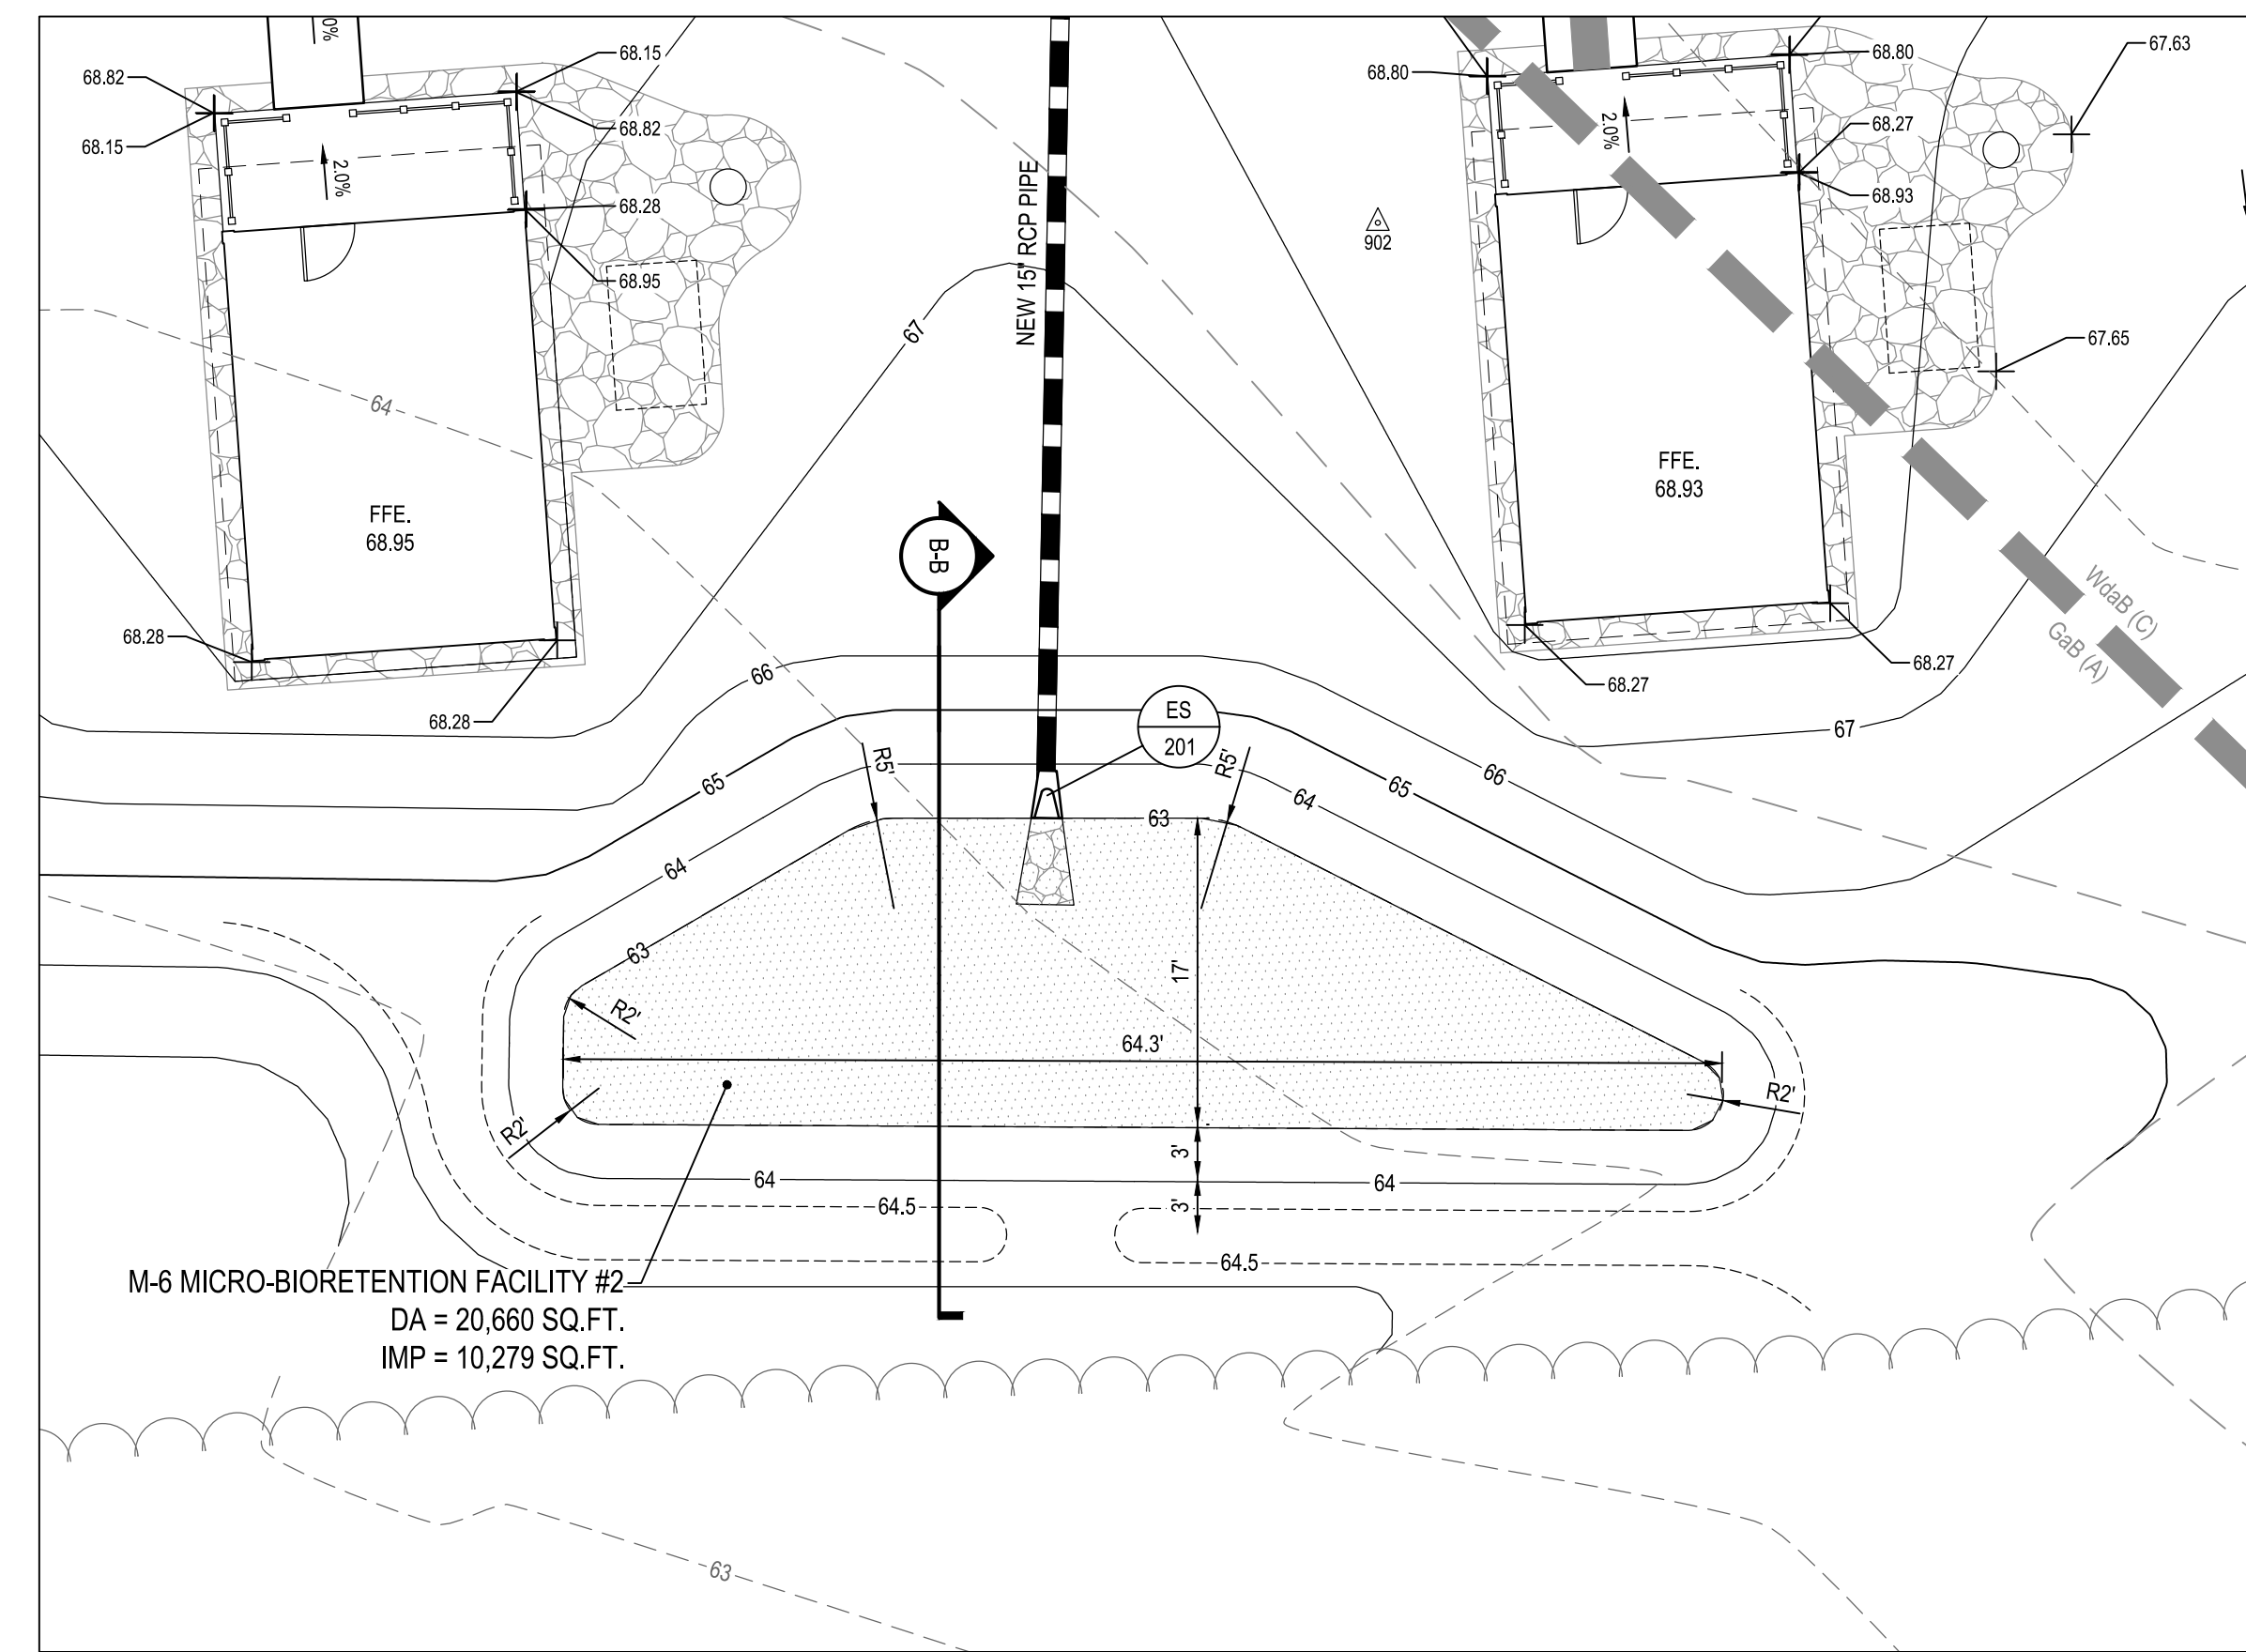 0%
68.82
68.15
68.15
68.82
2.0%
68.28
68.95
FFE.
68.95
68.28
68.28
64
67
NEW 15" RCP PIPE
902
68.80
68.80
67.63
2.0%
68.27
68.93
67.65
FFE.
68.93
68.27
68.27
WdaB (C)
GaB (A)
67
B-B
66
ES
201
66
65
R5'
R5'
65
64
63
64
64
63
17'
R2'
64.3'
R2'
R2'
3'
64
64
3'
64.5
64.5
M-6 MICRO-BIORETENTION FACILITY #2
DA = 20,660 SQ.FT.
IMP = 10,279 SQ.FT.
63